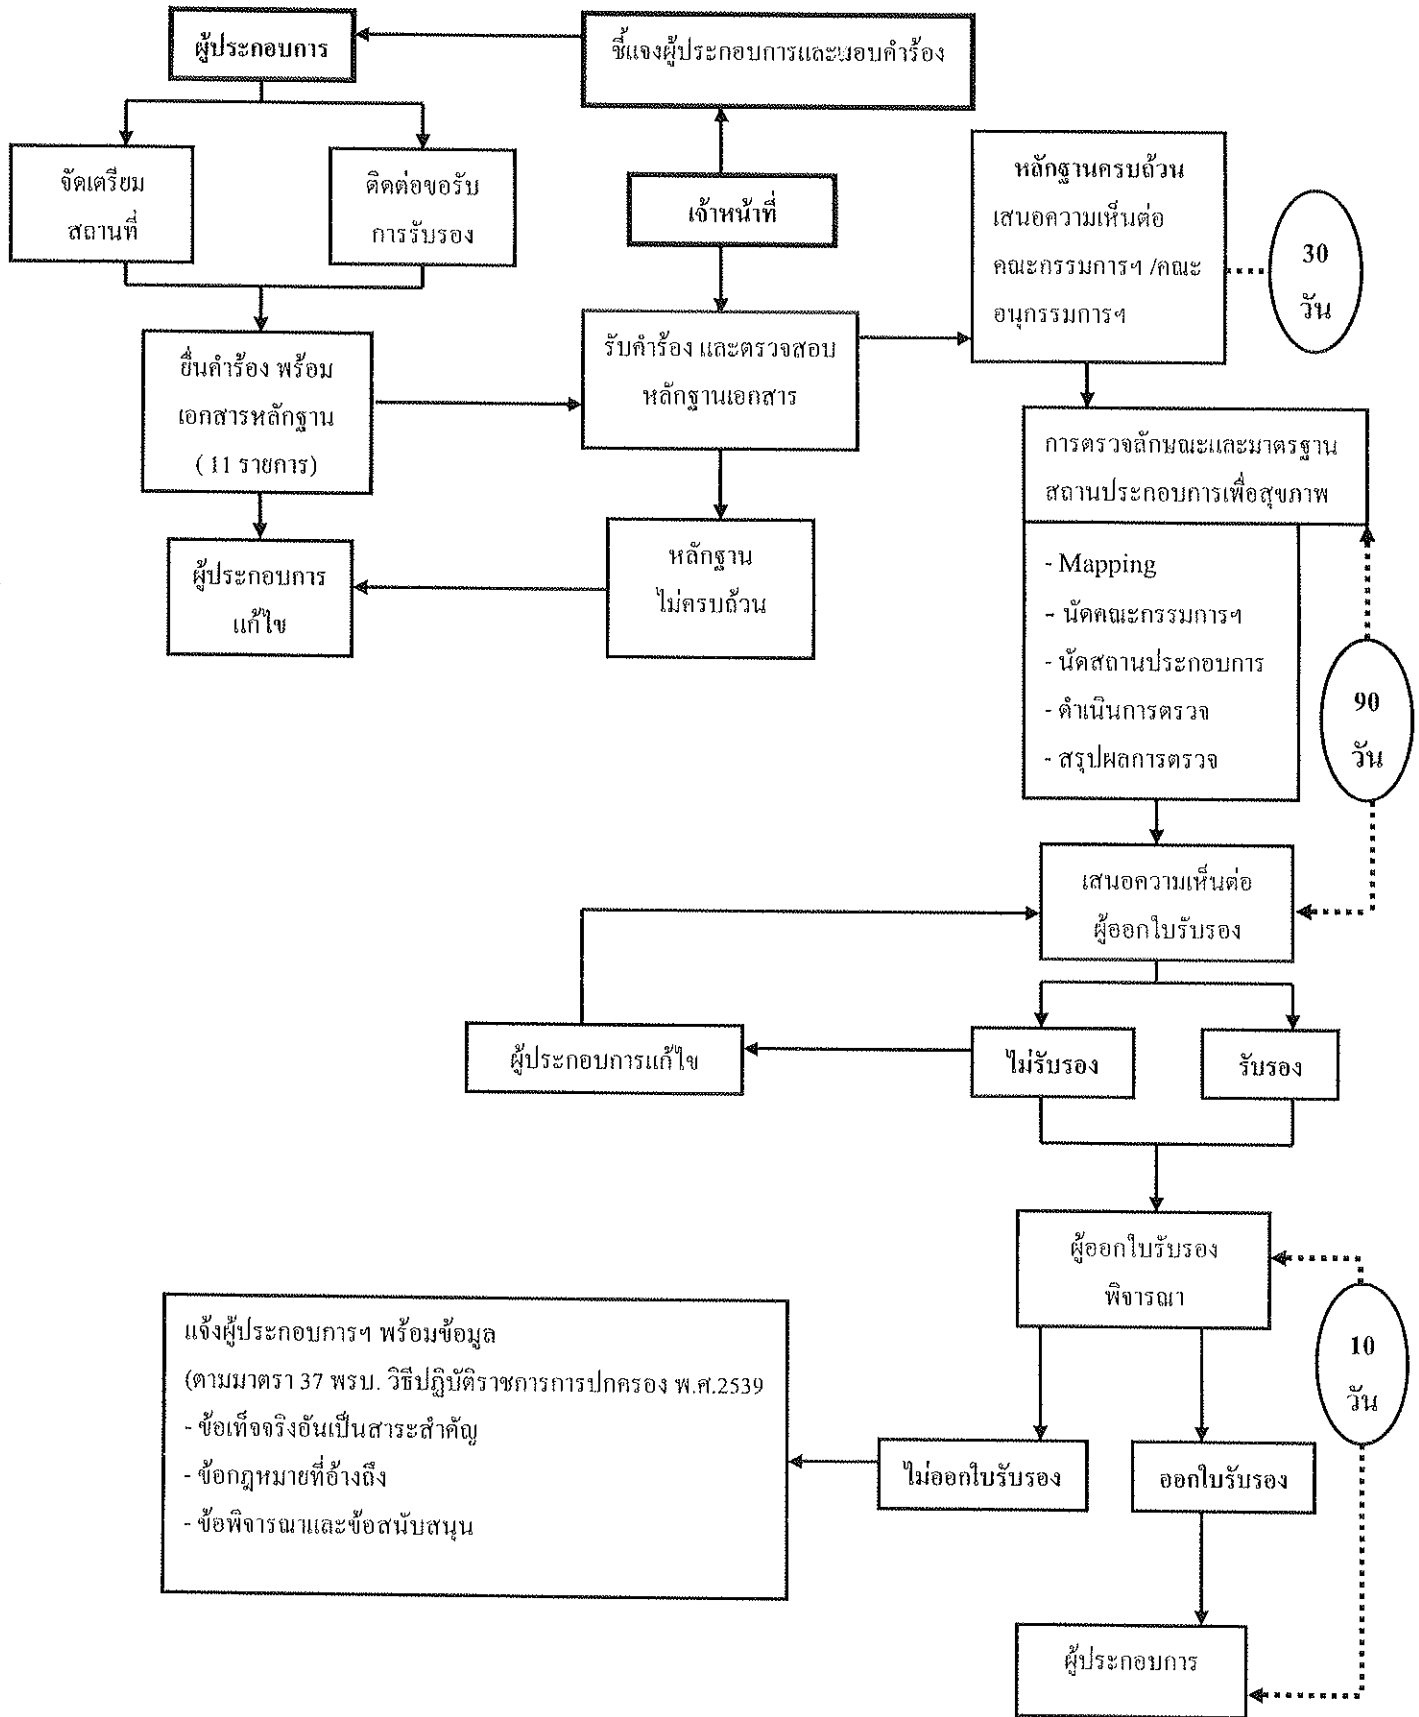 ผู้ประกอบการ
ชี้แจงผู้ประกอบการและมอบคำร้อง
จัดเตรียม
สถานที่
ติดต่อขอรับ
การรับรอง
เจ้าหน้าที่
หลักฐานครบถ้วน
เสนอความเห็นต่อ
คณะกรรมการฯ /คณะ
อนุกรรมการฯ
30
วัน
ยื่นคำร้อง พร้อม
เอกสารหลักฐาน
( 11 รายการ)
รับคำร้อง และตรวจสอบ
หลักฐานเอกสาร
การตรวจลักษณะและมาตรฐาน
สถานประกอบการเพื่อสุขภาพ
ผู้ประกอบการ
แก้ไข
หลักฐาน
ไม่ครบถ้วน
- Mapping
- นัดคณะกรรมการฯ
- นัดสถานประกอบการ
- ดำเนินการตรวจ
- สรุปผลการตรวจ
90
วัน
เสนอความเห็นต่อ
ผู้ออกใบรับรอง
ผู้ประกอบการแก้ไข
ไม่รับรอง
รับรอง
ผู้ออกใบรับรอง
พิจารณา
10
วัน
แจ้งผู้ประกอบการฯ พร้อมข้อมูล
(ตามมาตรา 37 พรบ. วิธีปฏิบัติราชการการปกครอง พ.ศ.2539
- ข้อเท็จจริงอันเป็นสาระสำคัญ
- ข้อกฎหมายที่อ้างถึง
- ข้อพิจารณาและข้อสนับสนุน
ไม่ออกใบรับรอง
ออกใบรับรอง
ผู้ประกอบการ